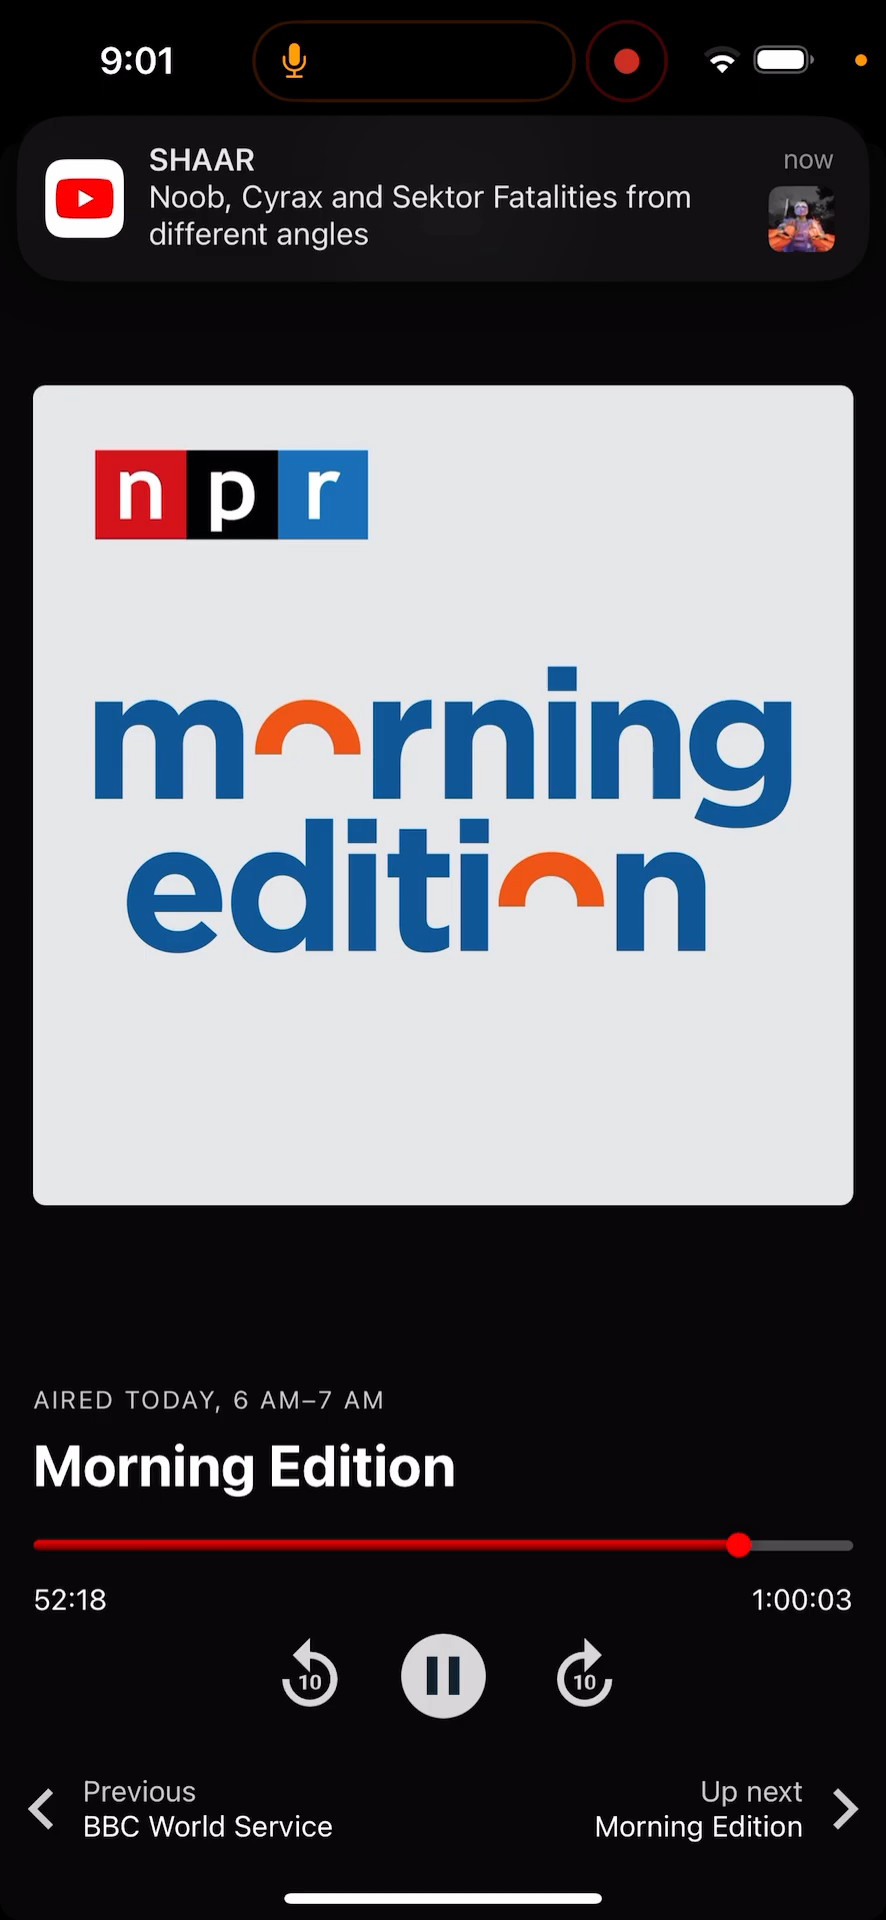 9:01
SHAAR
now
Noob, Cyrax and Sektor Fatalities from
different angles
npr
morning
edition
AIRED TODAY, 6 AM–7 AM
Morning Edition
52:18
1:00:03
10
10
Previous
BBC World Service
Up next
Morning Edition